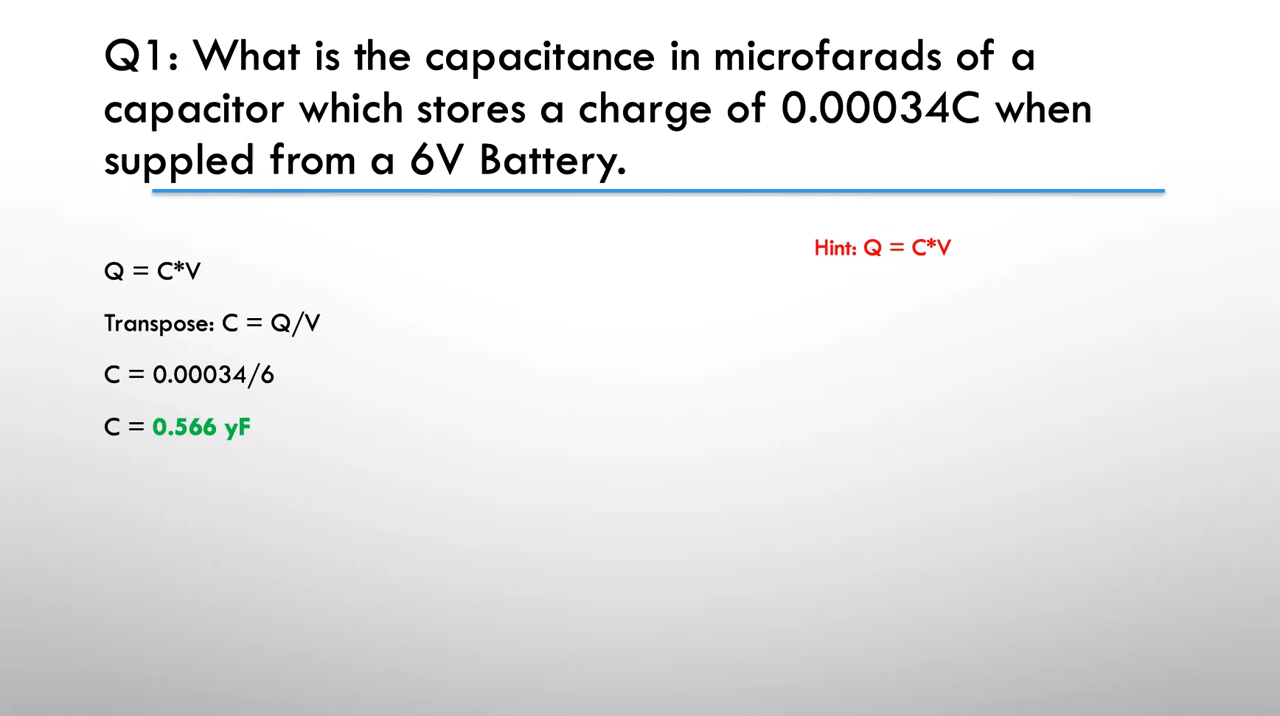 Q1: What is the capacitance in microfarads of a
capacitor which stores a charge of 0.00034C when
suppled from a 6V Battery.
Hint: Q = C*V
Q = C*V
Transpose: C = Q/V
C = 0.00034/6
C = 0.566 yF